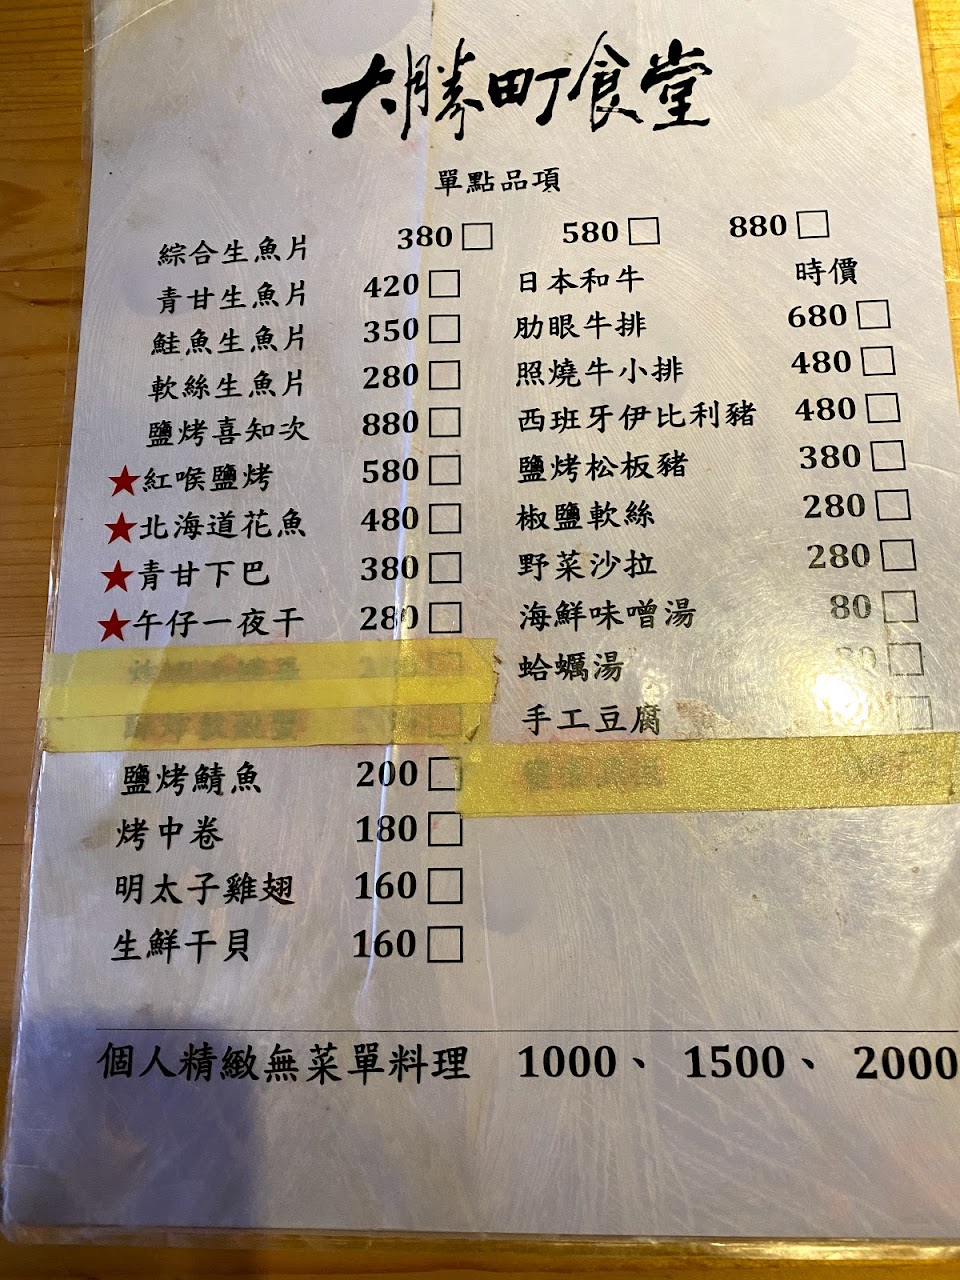 大勝町食堂
單點品項
綜合生魚片 380□ 580□ 880□
青甘生魚片 420□
鮭魚生魚片 350□
軟絲生魚片 280□
鹽烤喜知次 880□
★紅喉鹽烤 580□
★北海道花魚 480□
★青甘下巴 380□
★午仔一夜干 280□
鹽烤鯖魚 200□
烤中卷 180□
明太子雞翅 160□
生鮮干貝 160□
日本和牛 時價
肋眼牛排 680□
照燒牛小排 480□
西班牙伊比利豬 480□
鹽烤松板豬 380□
椒鹽軟絲 280□
野菜沙拉 280□
海鮮味噌湯 80□
蛤蠣湯 □
手工豆腐 □
個人精緻無菜單料理 1000、1500、2000